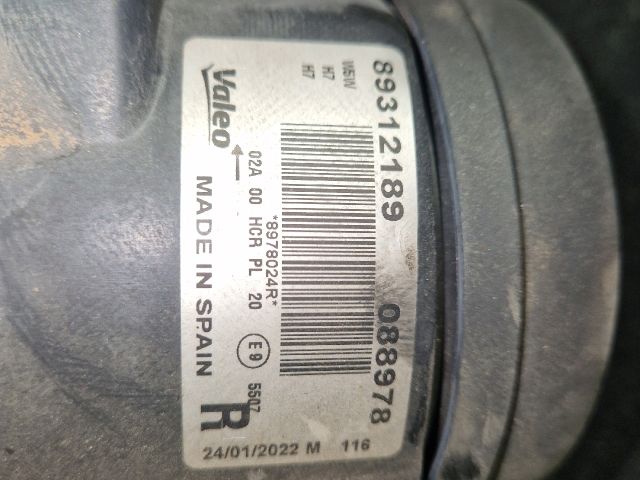 89312189 088978
W5W
H7
H7
*8978024R*
02A 00 HCR PL 20 E9 5507
Valeo
MADE IN SPAIN
R
24/01/2022 M 116